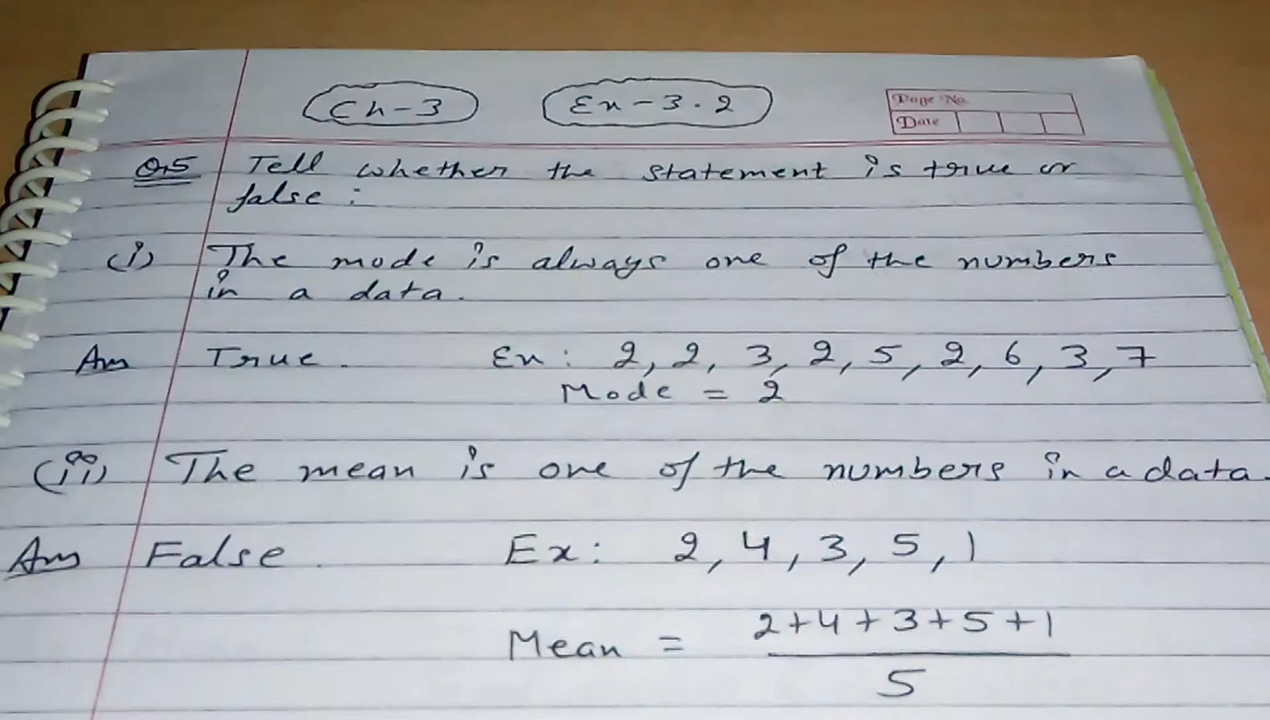 Ch-3 Ex-3.2
Page No.
Date
Q.5 Tell whether the statement is true or
false :
(i) The mode is always one of the numbers
in a data.
Ans True. Ex: 2, 2, 3, 2, 5, 2, 6, 3, 7
Mode = 2
(ii) The mean is one of the numbers in a data.
Ans False. Ex: 2, 4, 3, 5, 1
Mean = 2+4+3+5+1
5